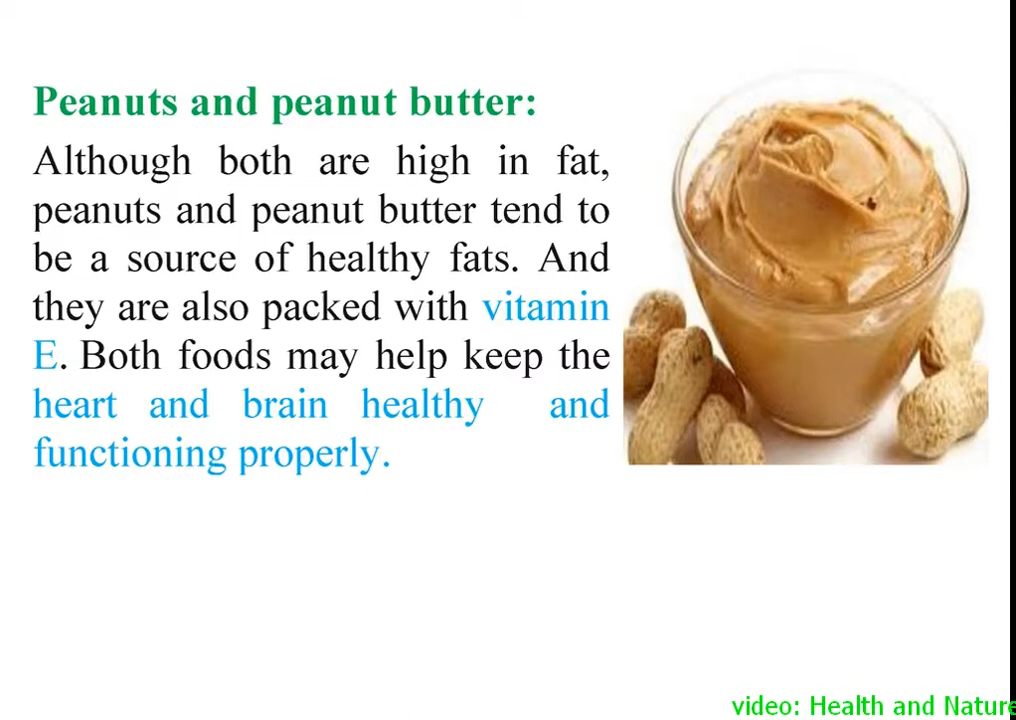 Peanuts and peanut butter:
Although both are high in fat,
peanuts and peanut butter tend to
be a source of healthy fats. And
they are also packed with vitamin
E. Both foods may help keep the
heart and brain healthy and
functioning properly.
video: Health and Nature